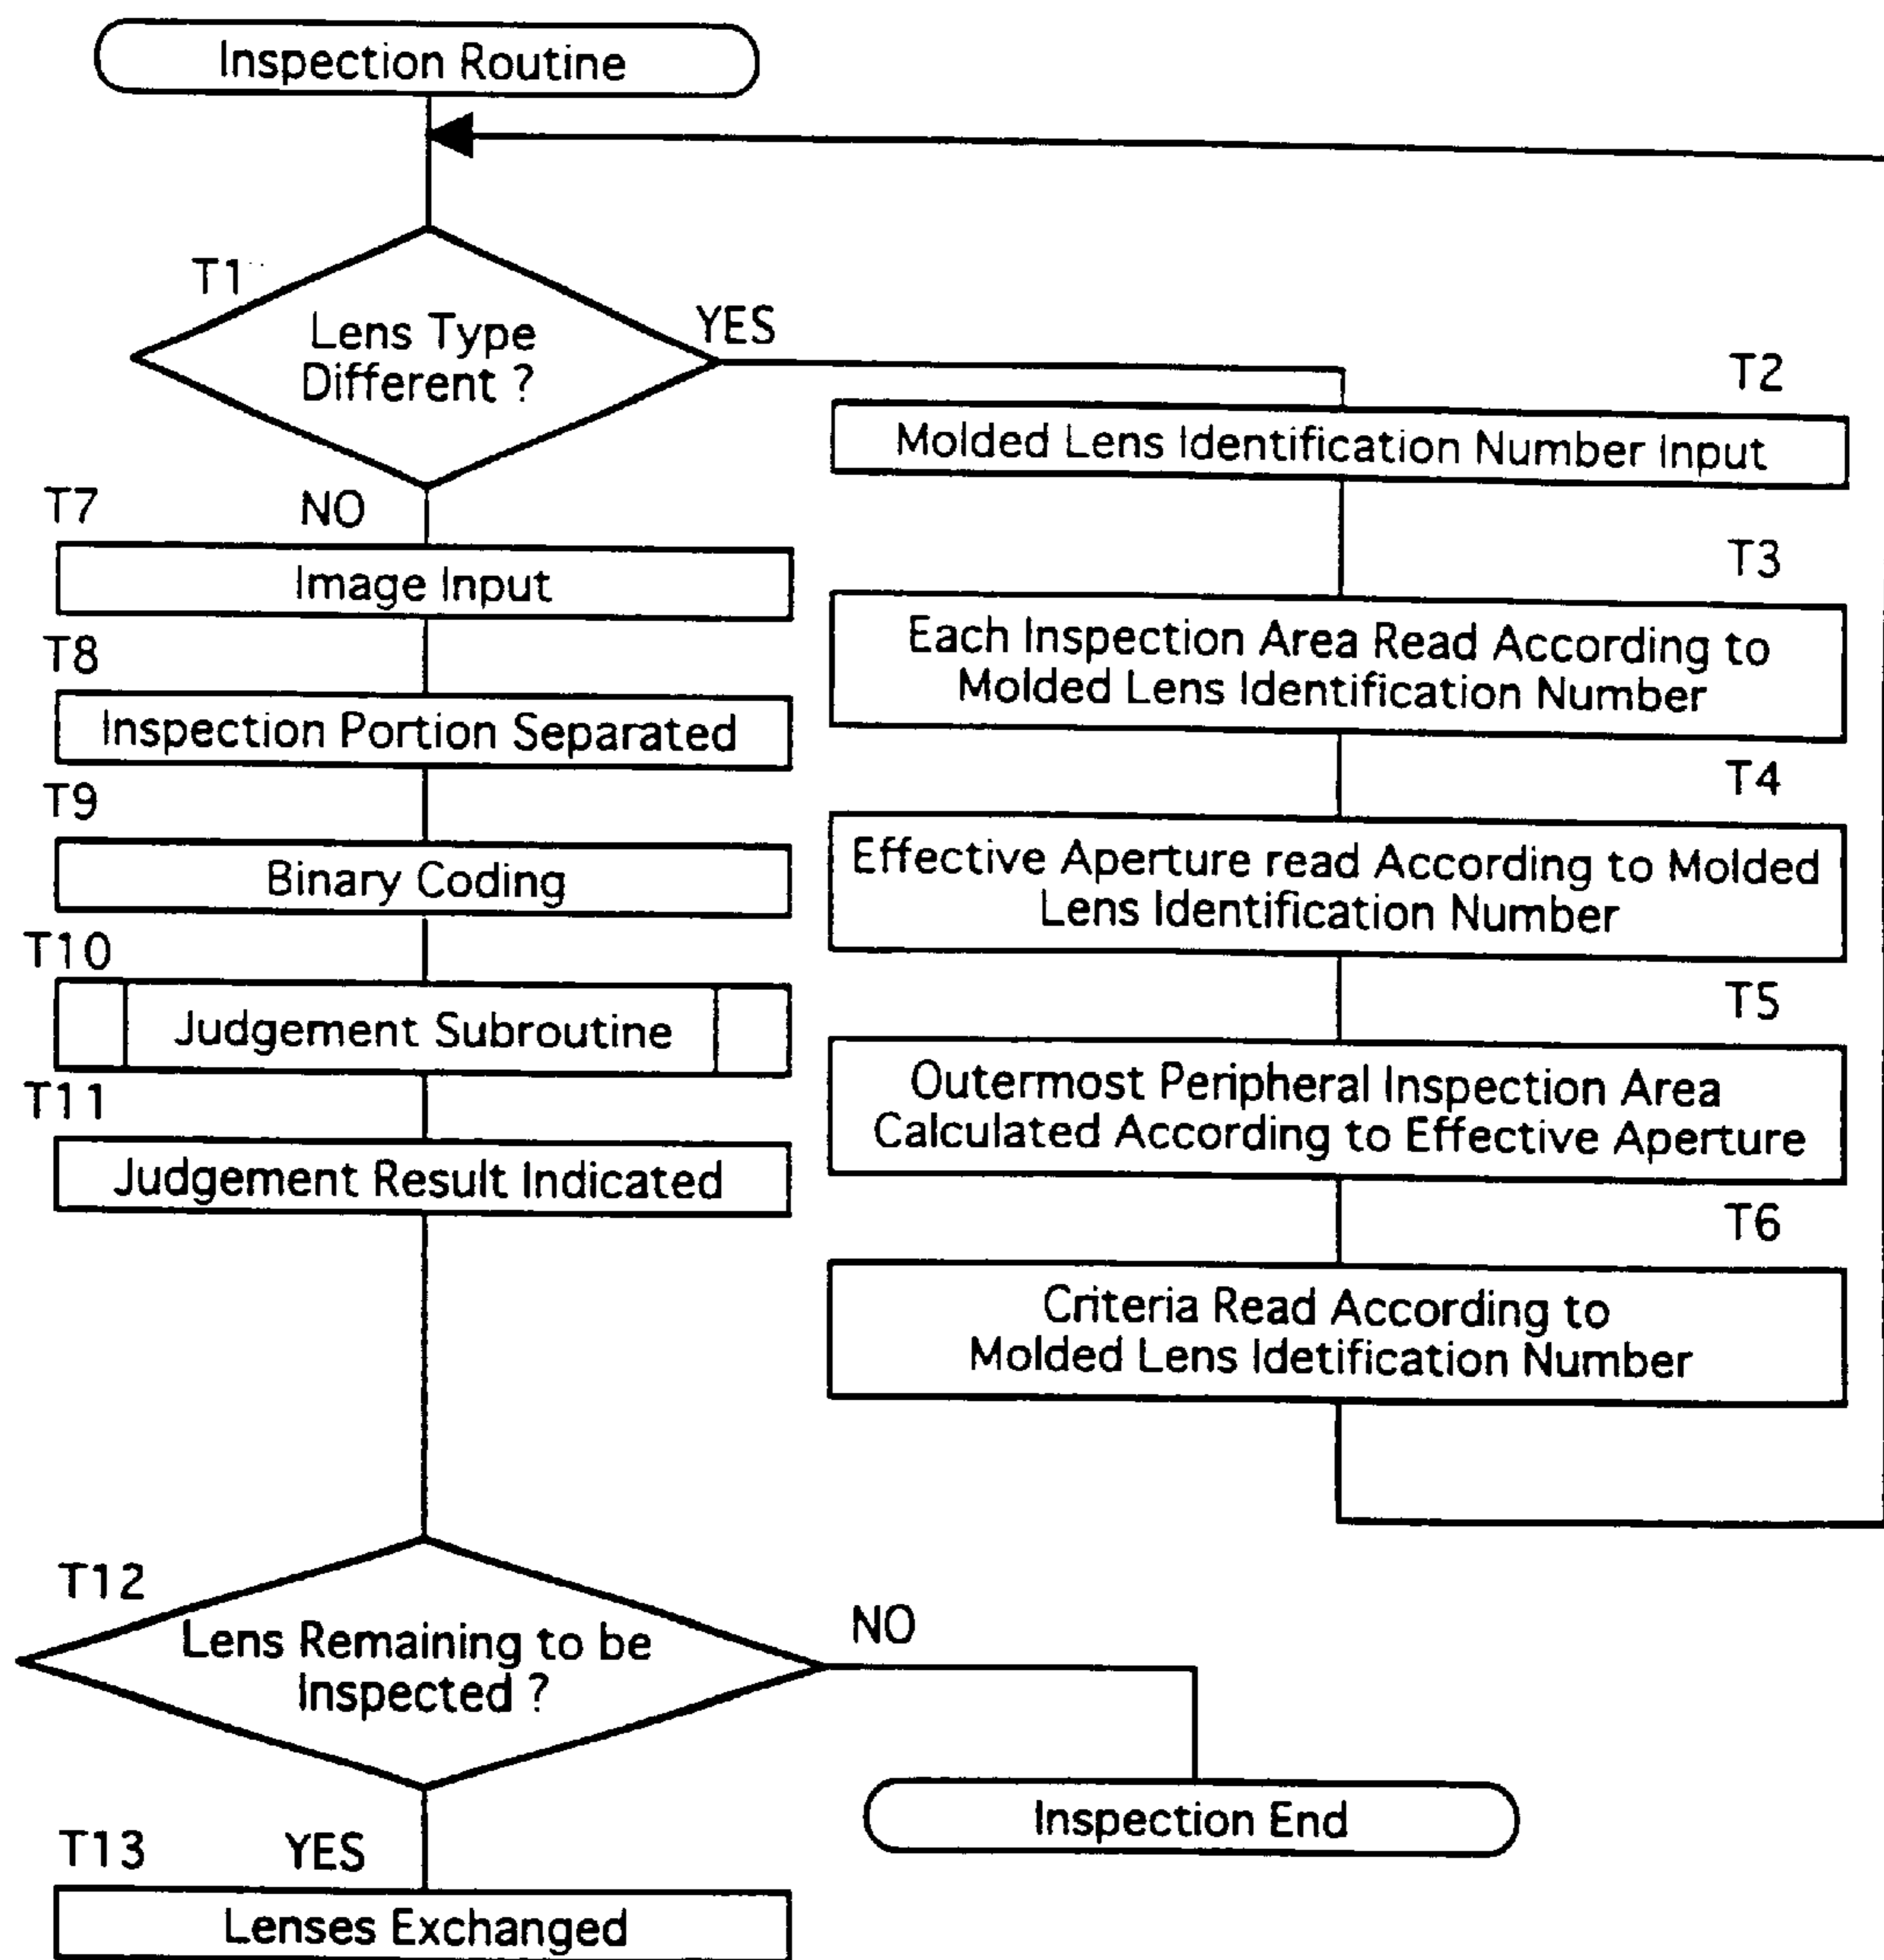 Inspection Routine
T1
Lens Type
Different ?
YES
NO
T2
Molded Lens Identification Number Input
T3
Each Inspection Area Read According to
Molded Lens Identification Number
T4
Effective Aperture read According to Molded
Lens Identification Number
T5
Outermost Peripheral Inspection Area
Calculated According to Effective Aperture
T6
Criteria Read According to
Molded Lens Idetification Number
T7
Image Input
T8
Inspection Portion Separated
T9
Binary Coding
T10
Judgement Subroutine
T11
Judgement Result Indicated
T12
Lens Remaining to be
Inspected ?
NO
Inspection End
T13
YES
Lenses Exchanged